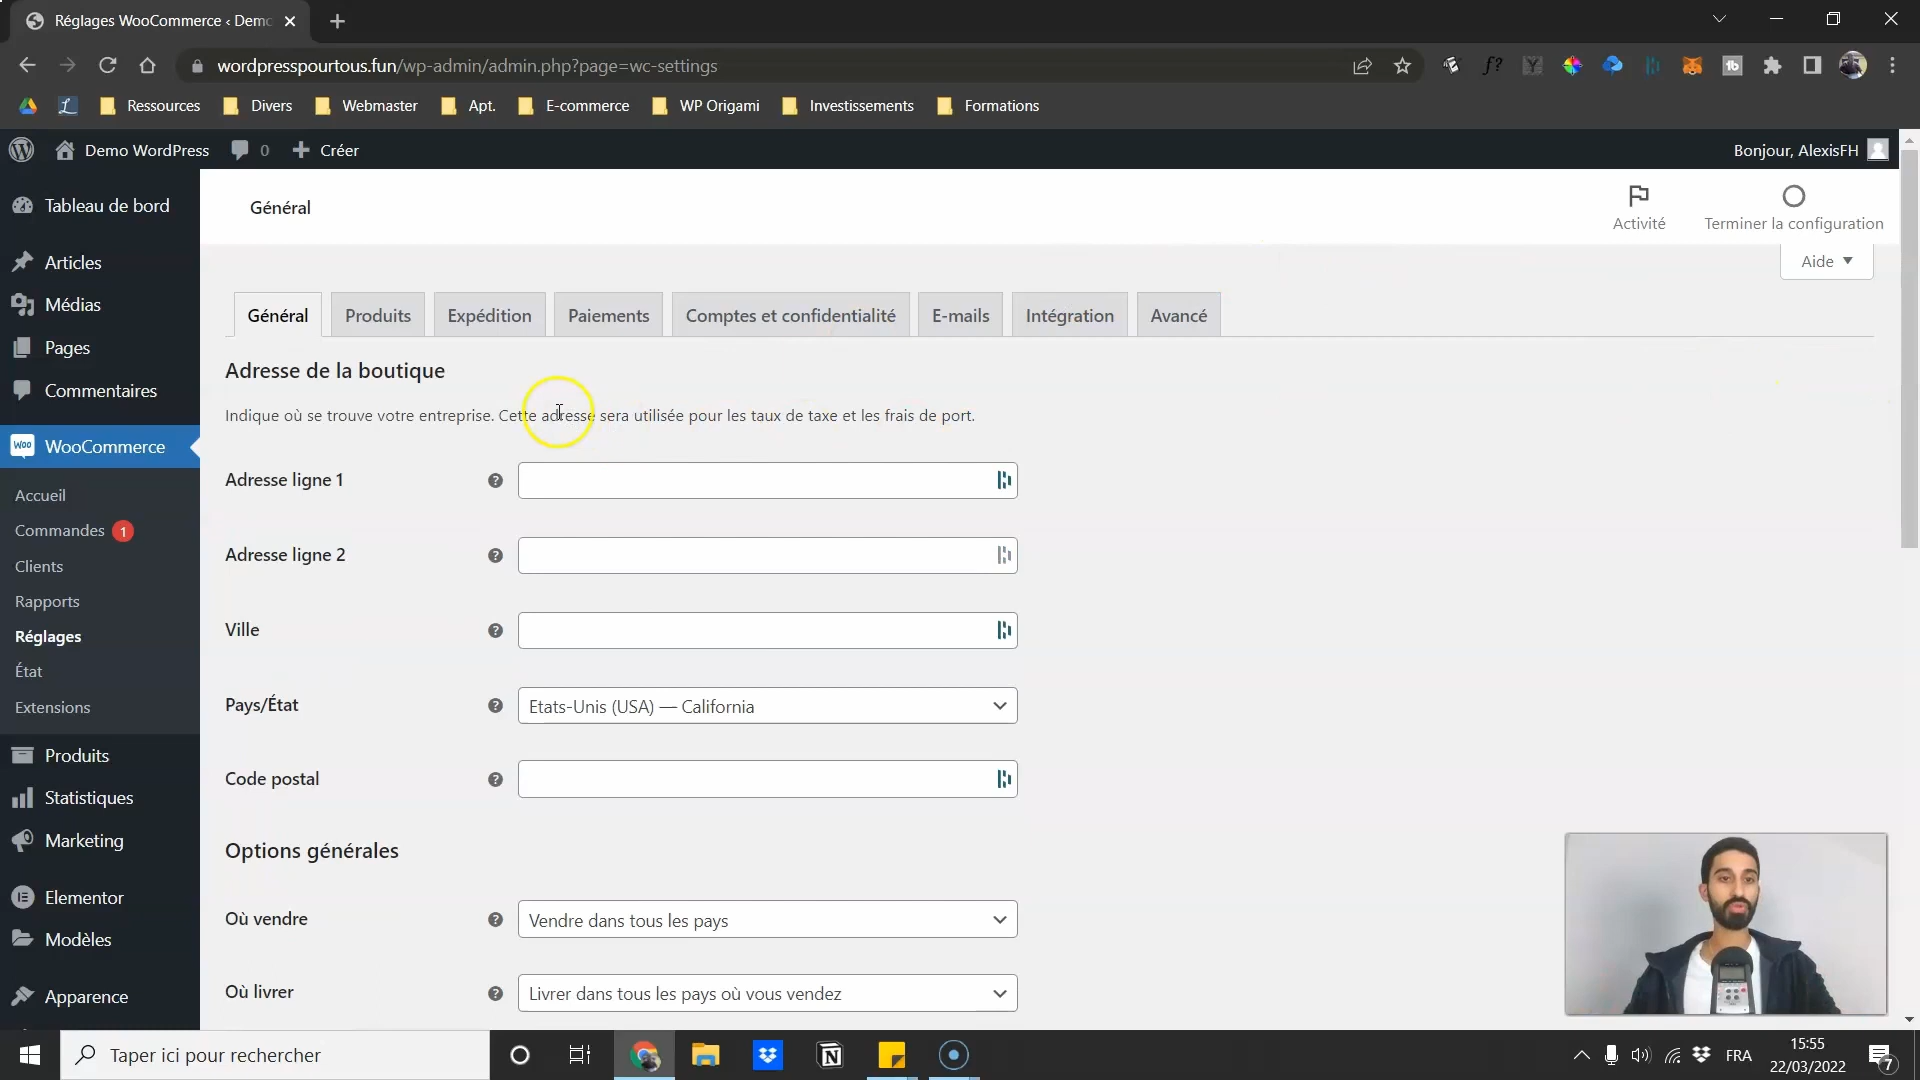 Réglages WooCommerce ‹ Demo
wordpresspourtous.fun/wp-admin/admin.php?page=wc-settings
Ressources
Divers
Webmaster
Apt.
E-commerce
WP Origami
Investissements
Formations
Demo WordPress
0
Créer
Bonjour, AlexisFH
Tableau de bord
Articles
Médias
Pages
Commentaires
WooCommerce
Accueil
Commandes 1
Clients
Rapports
Réglages
État
Extensions
Produits
Statistiques
Marketing
Elementor
Modèles
Apparence
Général
Activité
Terminer la configuration
Aide
Général
Produits
Expédition
Paiements
Comptes et confidentialité
E-mails
Intégration
Avancé
Adresse de la boutique
Indique où se trouve votre entreprise. Cette adresse sera utilisée pour les taux de taxe et les frais de port.
Adresse ligne 1
Adresse ligne 2
Ville
Pays/État
Etats-Unis (USA) — California
Code postal
Options générales
Où vendre
Vendre dans tous les pays
Où livrer
Livrer dans tous les pays où vous vendez
Taper ici pour rechercher
FRA
15:55
22/03/2022
7